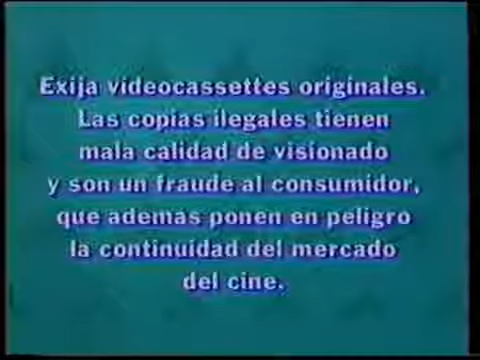 Exija videocassettes originales.
Las copias ilegales tienen
mala calidad de visionado
y son un fraude al consumidor,
que además ponen en peligro
la continuidad del mercado
del cine.